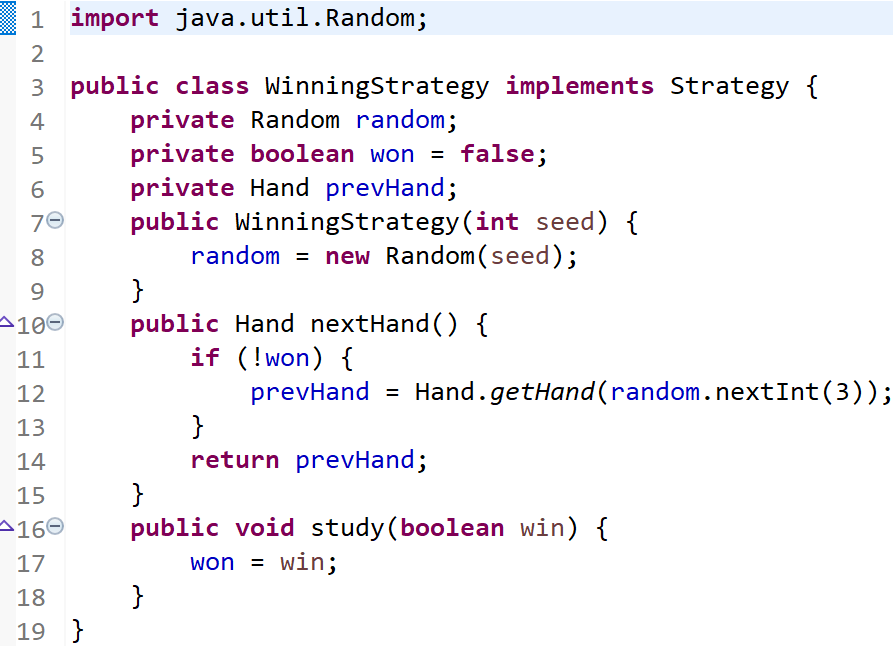 1 import java.util.Random;
2
3 public class WinningStrategy implements Strategy {
4     private Random random;
5     private boolean won = false;
6     private Hand prevHand;
7     public WinningStrategy(int seed) {
8         random = new Random(seed);
9     }
10     public Hand nextHand() {
11         if (!won) {
12             prevHand = Hand.getHand(random.nextInt(3));
13         }
14         return prevHand;
15     }
16     public void study(boolean win) {
17         won = win;
18     }
19 }